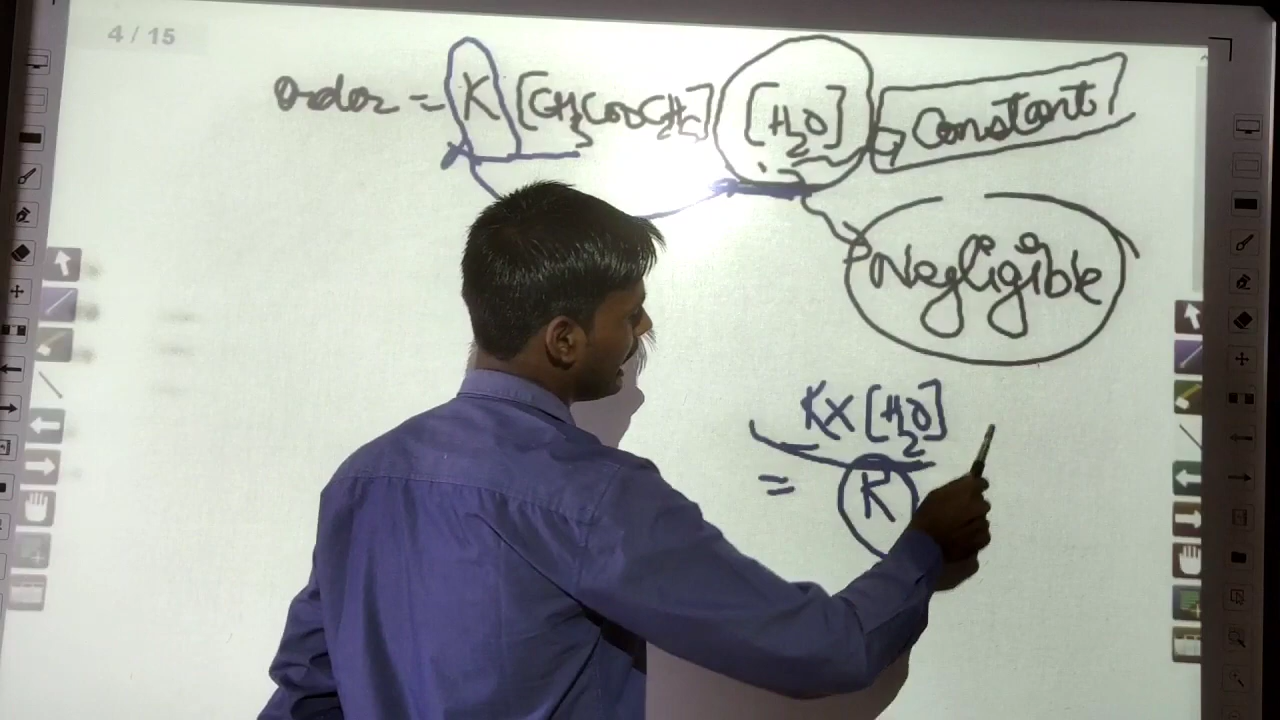 4 / 15
Order = K [CH3COOC2H5] [H2O] Constant
Negligible
K x [H2O]
= K